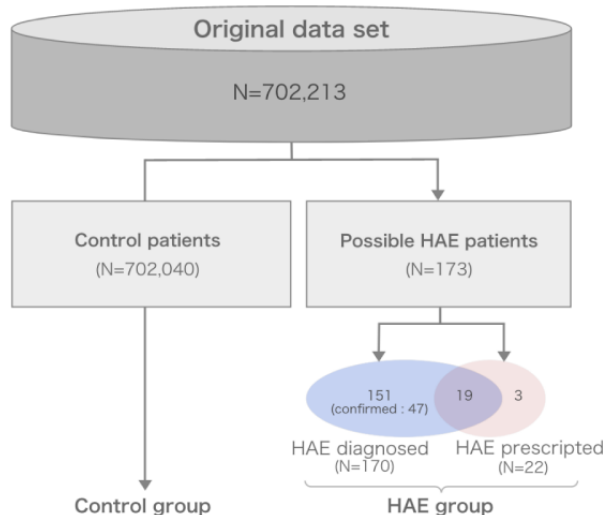 Original data set
N=702,213
Control patients
(N=702,040)
Possible HAE patients
(N=173)
151
(confirmed : 47)
19
3
HAE diagnosed
(N=170)
HAE prescripted
(N=22)
Control group
HAE group